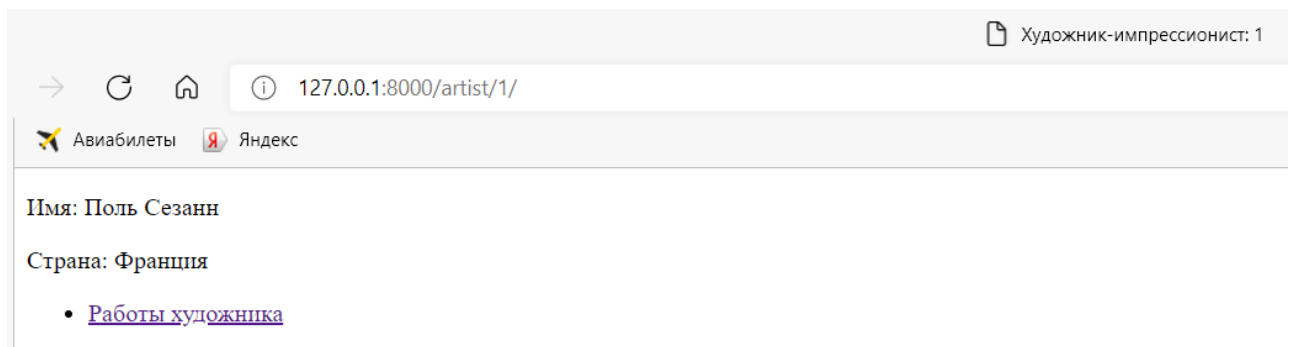 Художник-импрессионист: 1
127.0.0.1:8000/artist/1/
Авиабилеты Я Яндекс
Имя: Поль Сезанн
Страна: Франция
• Работы художника